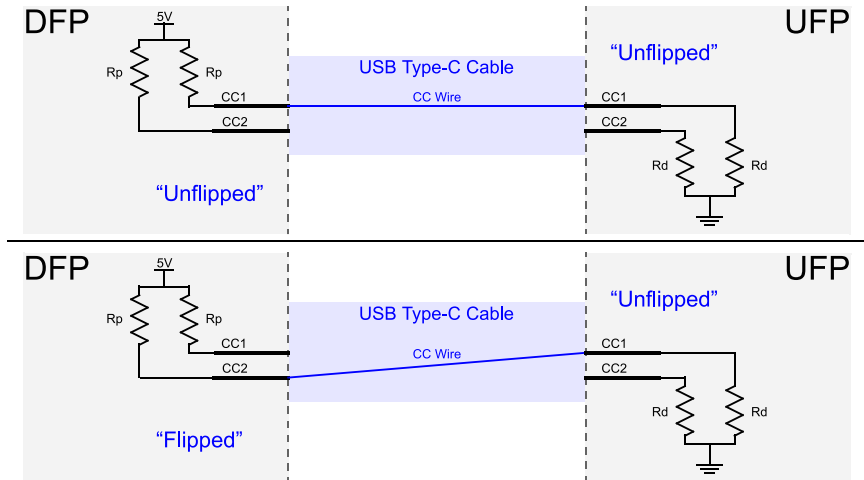 DFP
5V
UFP
Rp
Rp
USB Type-C Cable
“Unflipped”
CC1
CC Wire
CC1
CC2
CC2
“Unflipped”
Rd
Rd
DFP
5V
UFP
Rp
Rp
USB Type-C Cable
“Unflipped”
CC1
CC Wire
CC1
CC2
CC2
“Flipped”
Rd
Rd